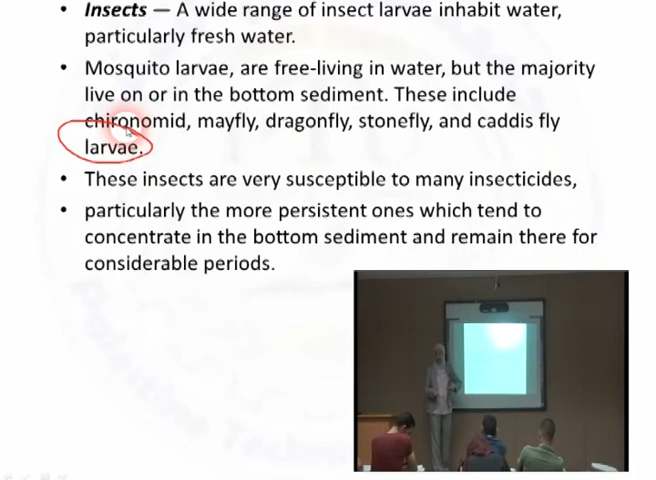 • Insects — A wide range of insect larvae inhabit water,
particularly fresh water.
• Mosquito larvae, are free-living in water, but the majority
live on or in the bottom sediment. These include
chironomid, mayfly, dragonfly, stonefly, and caddis fly
larvae.
• These insects are very susceptible to many insecticides,
• particularly the more persistent ones which tend to
concentrate in the bottom sediment and remain there for
considerable periods.